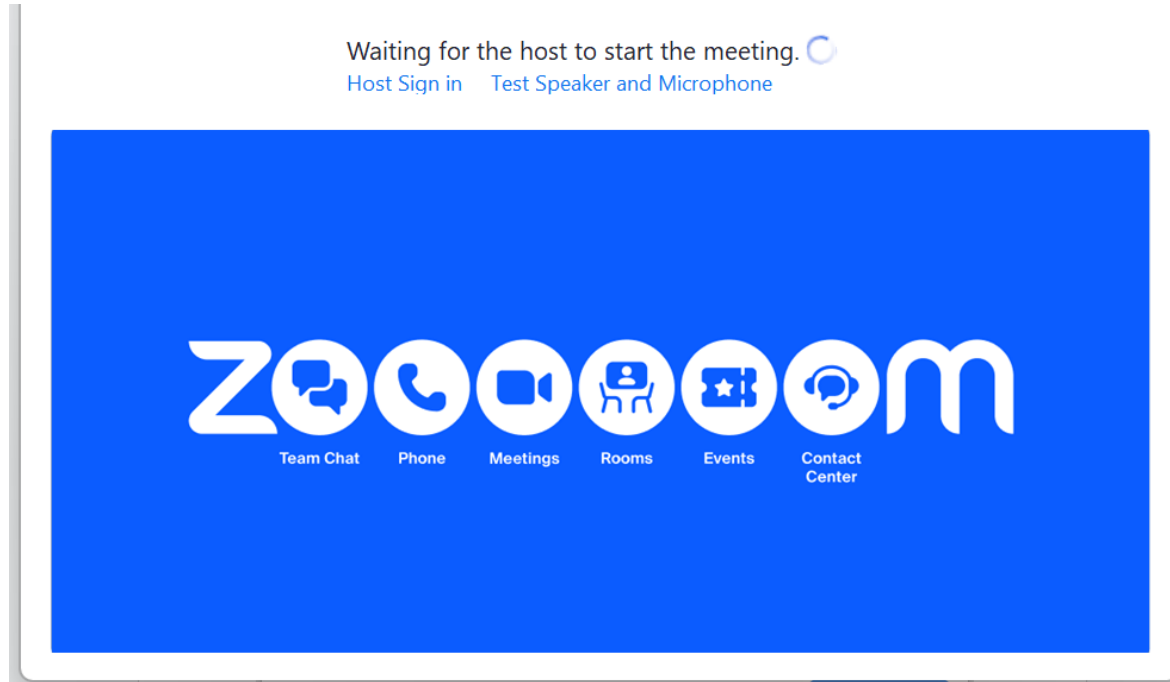 Waiting for the host to start the meeting.
Host Sign in Test Speaker and Microphone
zoooooom
Team Chat Phone Meetings Rooms Events Contact Center